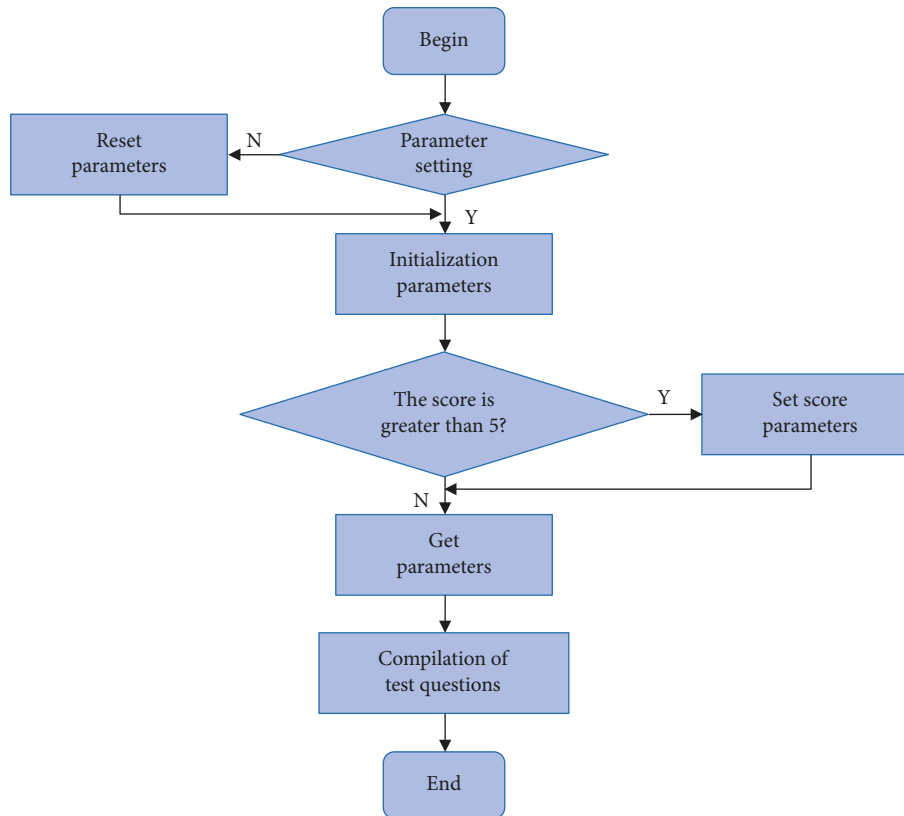 Begin
Parameter
setting
N
Reset
parameters
Y
Initialization
parameters
The score is
greater than 5?
Y
Set score
parameters
N
Get
parameters
Compilation of
test questions
End